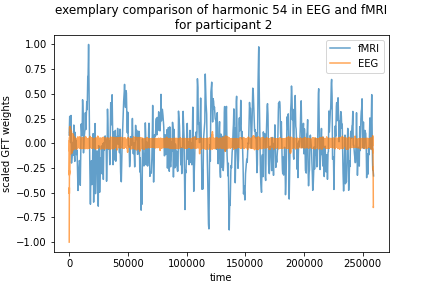 exemplary comparison of harmonic 54 in EEG and fMRI
for participant 2
1.00
0.75
0.50
0.25
0.00
−0.25
−0.50
−0.75
−1.00
scaled GFT weights
fMRI
EEG
0
50000
100000
150000
200000
250000
time